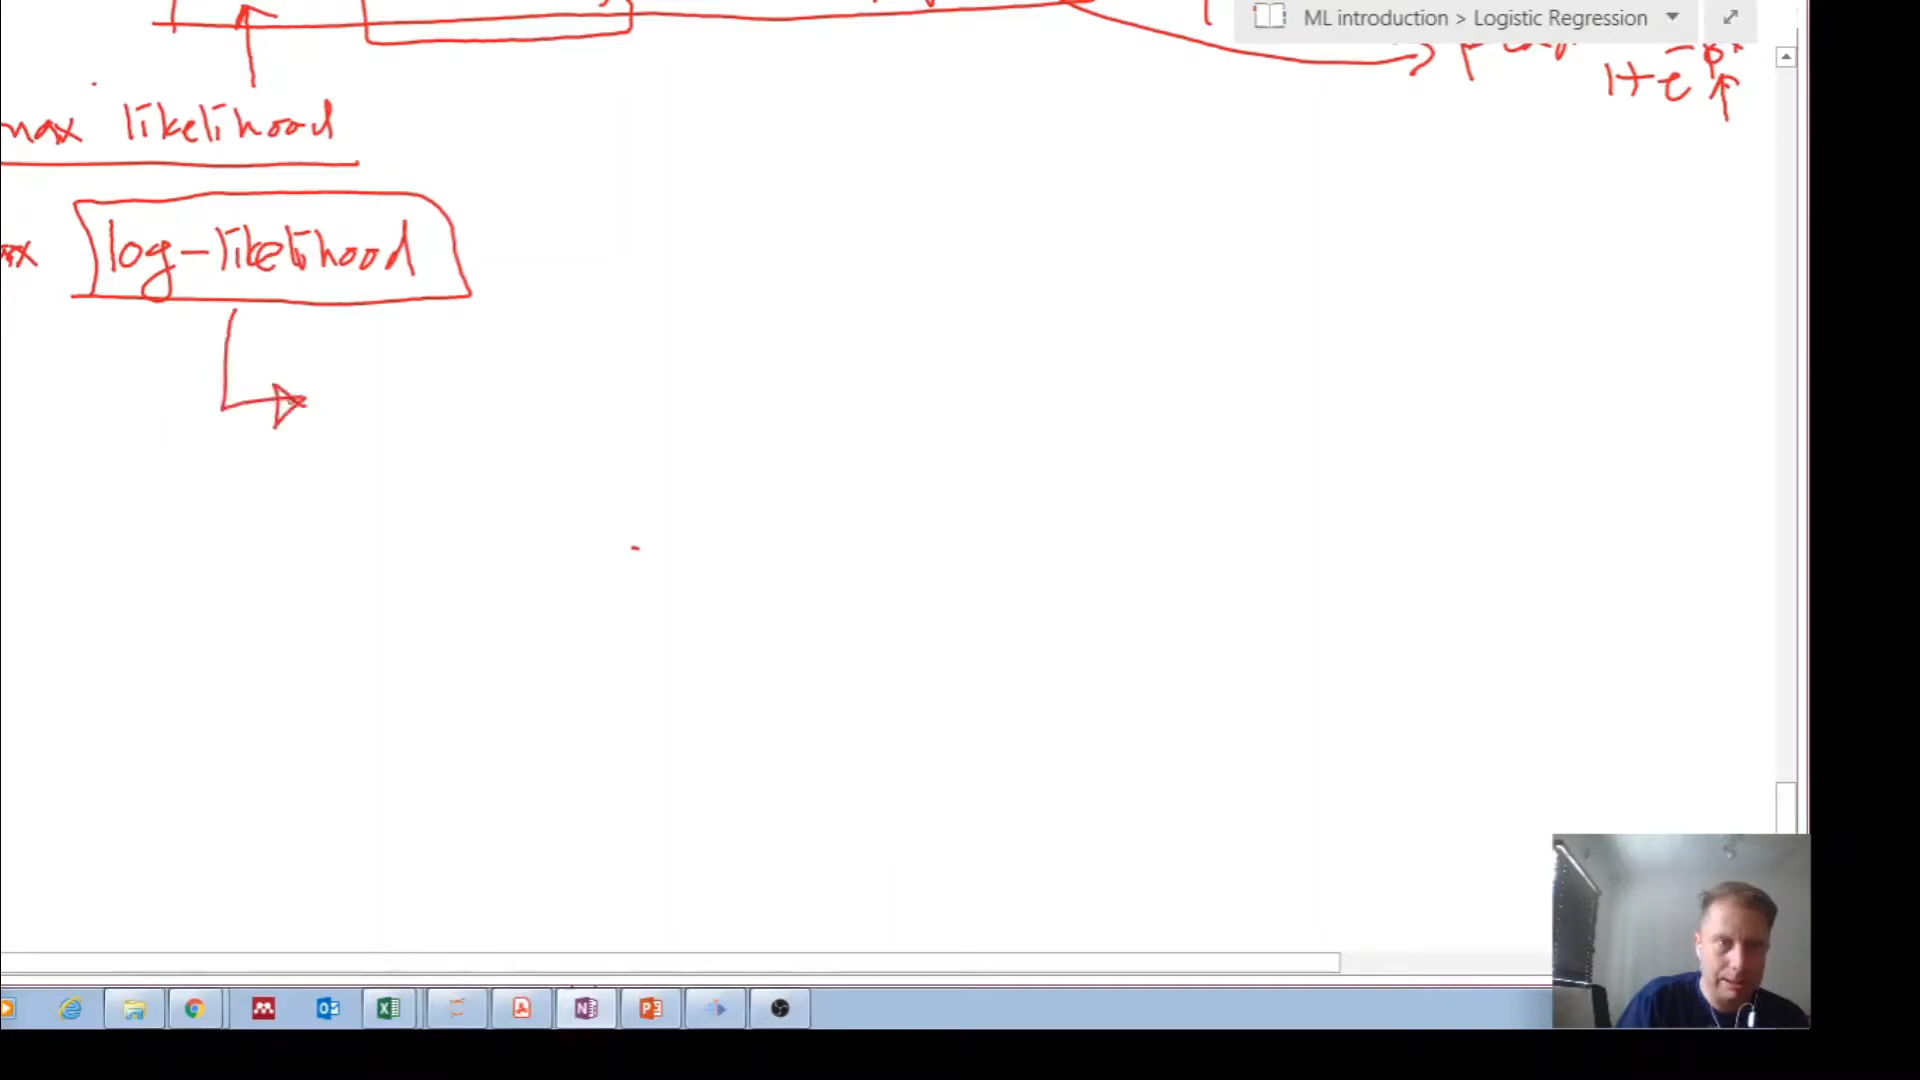 ML introduction > Logistic Regression
1+e
max likelihood
log-likelihood